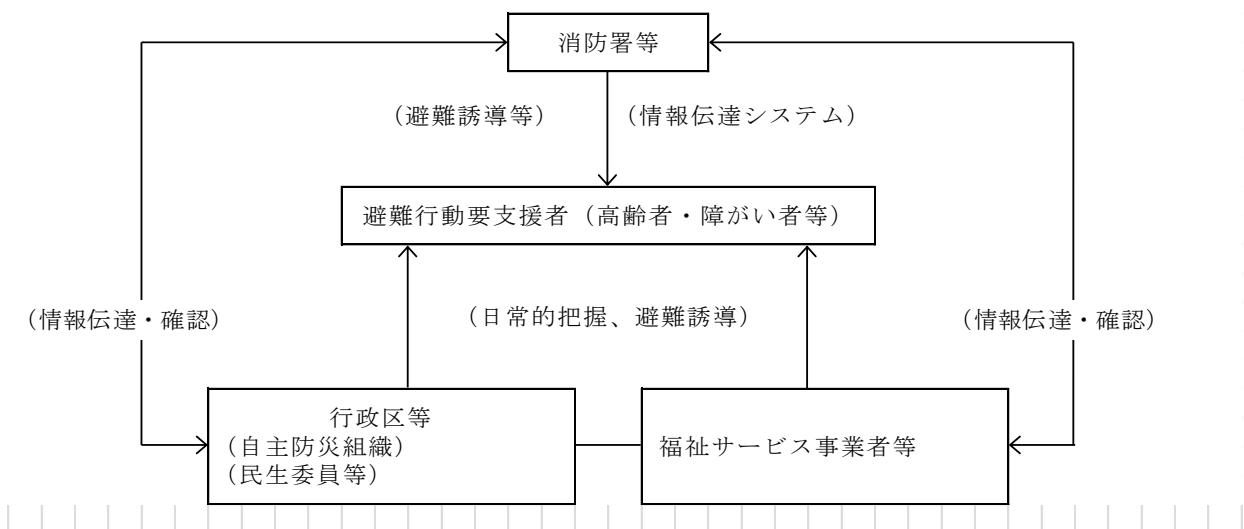 消防署等
（避難誘導等）
（情報伝達システム）
避難行動要支援者（高齢者・障がい者等）
（情報伝達・確認）
（日常的把握、避難誘導）
（情報伝達・確認）
行政区等
（自主防災組織）
（民生委員等）
福祉サービス事業者等